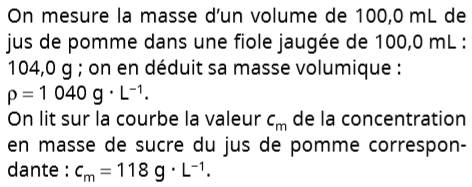 On mesure la masse d’un volume de 100,0 mL de
jus de pomme dans une fiole jaugée de 100,0 mL :
104,0 g ; on en déduit sa masse volumique :
ρ = 1 040 g · L⁻¹.
On lit sur la courbe la valeur cₘ de la concentration
en masse de sucre du jus de pomme correspon-
dante : cₘ = 118 g · L⁻¹.